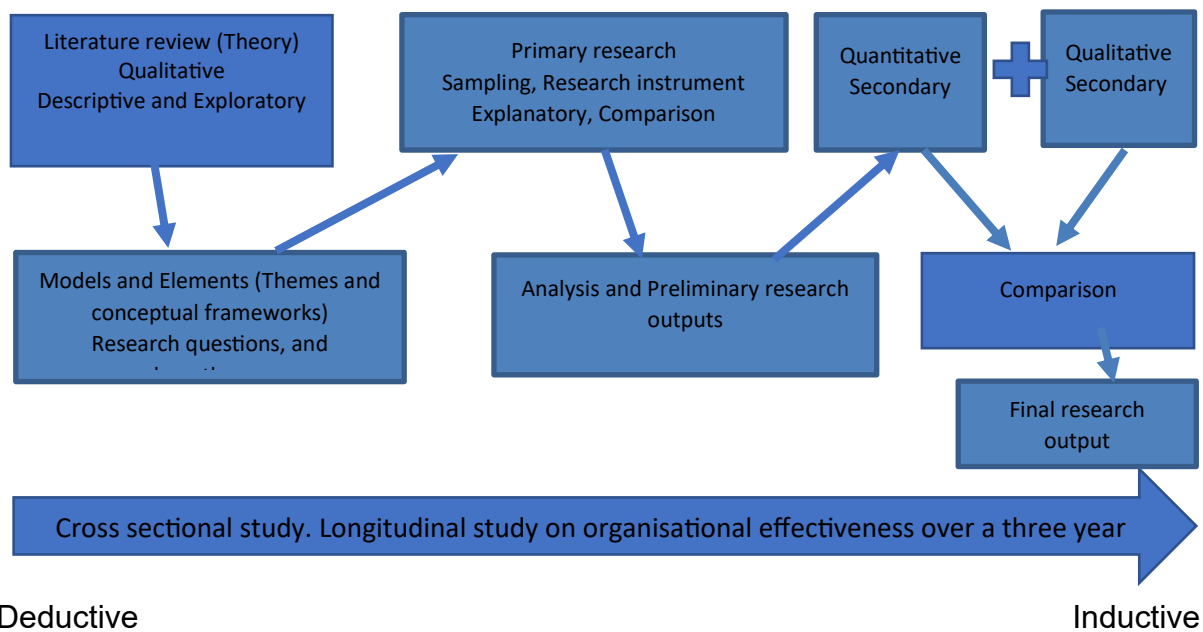 Literature review (Theory)
Qualitative
Descriptive and Exploratory
Primary research
Sampling, Research instrument
Explanatory, Comparison
Quantitative
Secondary
Qualitative
Secondary
Models and Elements (Themes and
conceptual frameworks)
Research questions, and
Analysis and Preliminary research
outputs
Comparison
Final research
output
Cross sectional study. Longitudinal study on organisational effectiveness over a three year
Deductive
Inductive